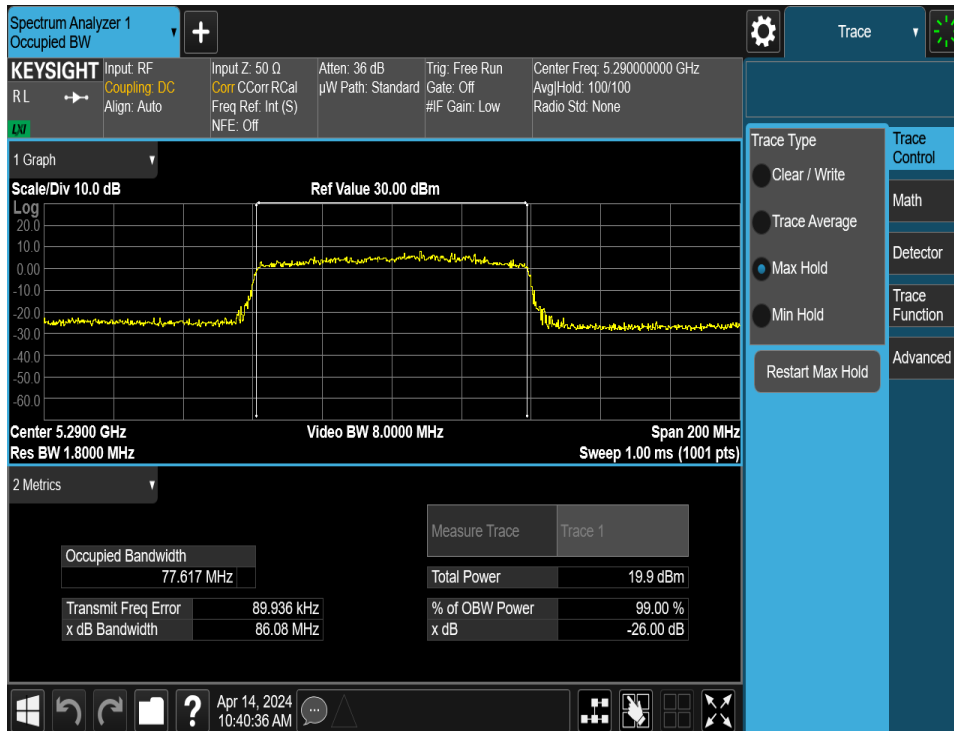 Spectrum Analyzer 1
Occupied BW
+
Trace
KEYSIGHT
R L
LXI
Input: RF
Coupling: DC
Align: Auto
Input Z: 50 Ω
Corr CCorr RCal
Freq Ref: Int (S)
NFE: Off
Atten: 36 dB
µW Path: Standard
Trig: Free Run
Gate: Off
#IF Gain: Low
Center Freq: 5.290000000 GHz
Avg|Hold: 100/100
Radio Std: None
1 Graph
Scale/Div 10.0 dB
Ref Value 30.00 dBm
Log
20.0
10.0
0.00
-10.0
-20.0
-30.0
-40.0
-50.0
-60.0
Center 5.2900 GHz
Video BW 8.0000 MHz
Span 200 MHz
Res BW 1.8000 MHz
Sweep 1.00 ms (1001 pts)
2 Metrics
Measure Trace
Trace 1
Occupied Bandwidth
77.617 MHz
Total Power
19.9 dBm
Transmit Freq Error
89.936 kHz
% of OBW Power
99.00 %
x dB Bandwidth
86.08 MHz
x dB
-26.00 dB
Trace Type
Clear / Write
Trace Average
Max Hold
Min Hold
Restart Max Hold
Trace
Control
Math
Detector
Trace
Function
Advanced
?
Apr 14, 2024
10:40:36 AM